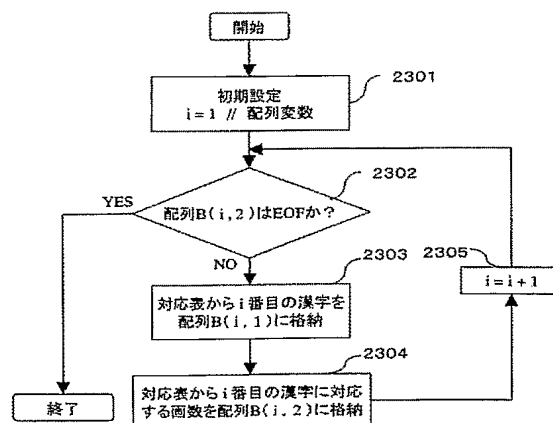 開始
2301
初期設定
i=1 // 配列変数
2302
YES
配列B(i,2)はEOFか?
NO
2303
2305
i=i+1
対応表からi番目の漢字を
配列B(i,1)に格納
2304
対応表からi番目の漢字に対応
する画数を配列B(i,2)に格納
終了